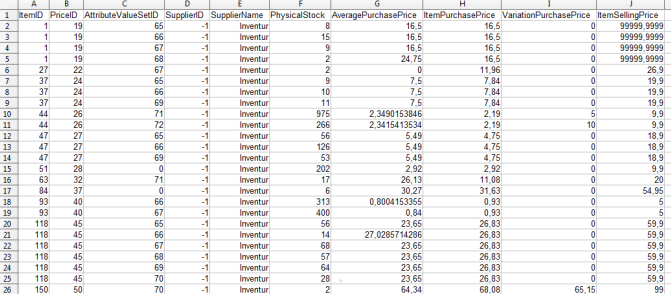 A B C D E F G H I J
1 ItemID PriceID AttributeValueSetID SupplierID SupplierName PhysicalStock AveragePurchasePrice ItemPurchasePrice VariationPurchasePrice ItemSellingPrice
2 1 19 65 -1 Inventur 8 16,5 16,5 0 99999,9999
3 1 19 66 -1 Inventur 15 16,5 16,5 0 99999,9999
4 1 19 67 -1 Inventur 9 16,5 16,5 0 99999,9999
5 1 19 68 -1 Inventur 2 24,75 16,5 0 99999,9999
6 27 22 67 -1 Inventur 2 0 11,96 0 26,9
7 37 24 65 -1 Inventur 9 7,5 7,84 0 19,9
8 37 24 66 -1 Inventur 10 7,5 7,84 0 19,9
9 37 24 69 -1 Inventur 11 7,5 7,84 0 19,9
10 44 26 71 -1 Inventur 975 2,3490153846 2,19 5 9,9
11 44 26 72 -1 Inventur 266 2,3415413534 2,19 10 9,9
12 47 27 65 -1 Inventur 56 5,49 4,75 0 18,9
13 47 27 66 -1 Inventur 126 5,49 4,75 0 18,9
14 47 27 69 -1 Inventur 53 5,49 4,75 0 18,9
15 51 28 0 -1 Inventur 202 2,92 2,92 0 9,9
16 63 32 71 -1 Inventur 17 26,13 11,08 0 20
17 84 37 0 -1 Inventur 6 30,27 31,63 0 54,95
18 93 40 66 -1 Inventur 313 0,8004153355 0,93 0 5
19 93 40 67 -1 Inventur 400 0,84 0,93 0 5
20 118 45 65 -1 Inventur 56 23,65 26,83 0 59,9
21 118 45 66 -1 Inventur 14 27,0285714286 26,83 0 59,9
22 118 45 67 -1 Inventur 68 23,65 26,83 0 59,9
23 118 45 68 -1 Inventur 57 23,65 26,83 0 59,9
24 118 45 69 -1 Inventur 64 23,65 26,83 0 59,9
25 118 45 70 -1 Inventur 28 23,65 26,83 0 59,9
26 150 50 70 -1 Inventur 2 64,34 68,08 65,15 99